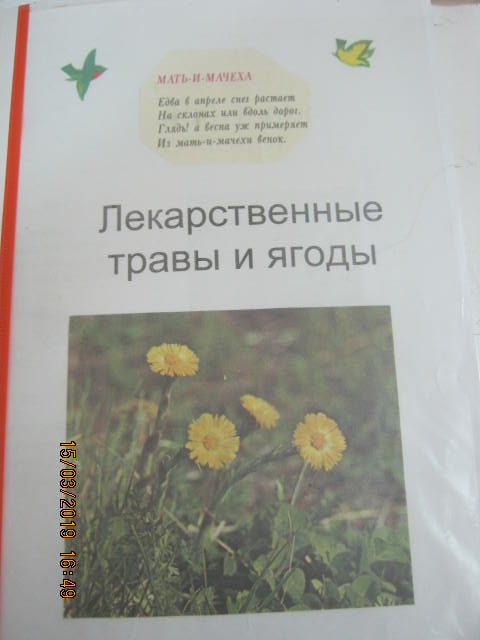 МАТЬ-И-МАЧЕХА
Едва в апреле снег растает
На склонах или вдоль дорог,
Глядь! а весна уж примеряет
Из мать-и-мачехи венок.
Лекарственные
травы и ягоды
15/03/2019 16:49